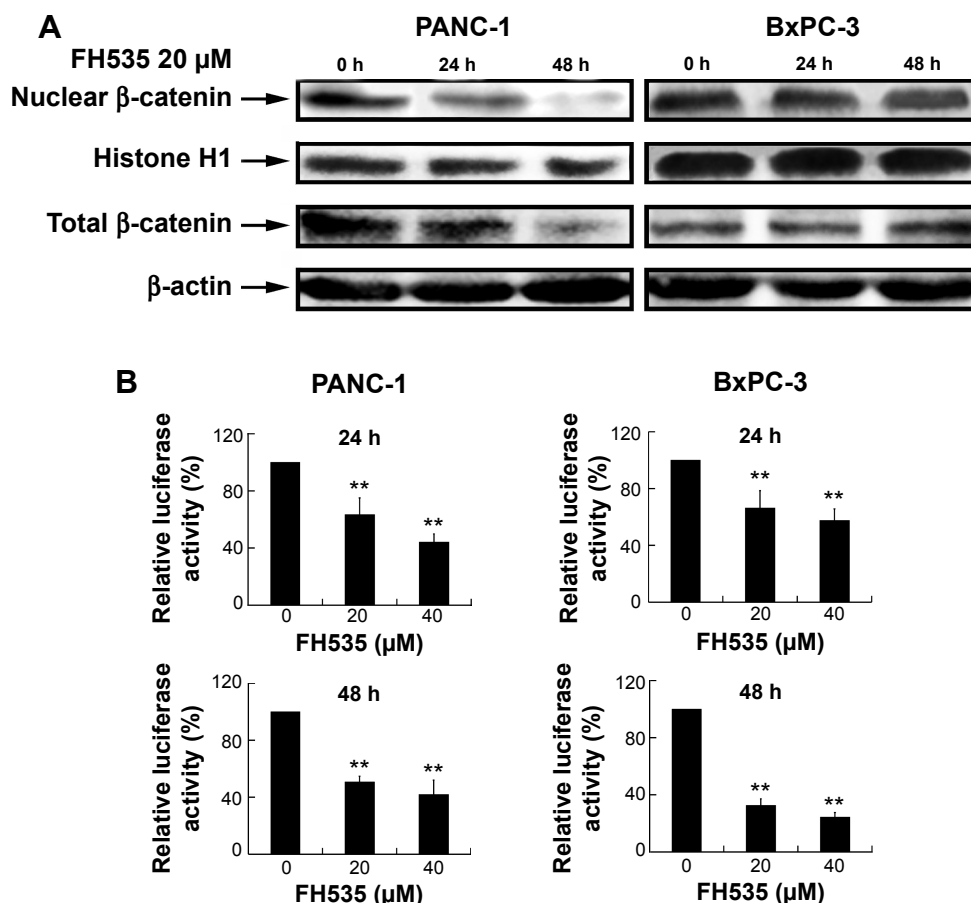 A
PANC-1
BxPC-3
FH535 20 µM
0 h 24 h 48 h
0 h 24 h 48 h
Nuclear β-catenin
Histone H1
Total β-catenin
β-actin
B
PANC-1
BxPC-3
Relative luciferase
activity (%)
24 h
120
80
40
0
** **
0 20 40
FH535 (µM)
Relative luciferase
activity (%)
24 h
120
80
40
0
** **
0 20 40
FH535 (µM)
Relative luciferase
activity (%)
48 h
120
80
40
0
** **
0 20 40
FH535 (µM)
Relative luciferase
activity (%)
48 h
120
80
40
0
** **
0 20 40
FH535 (µM)